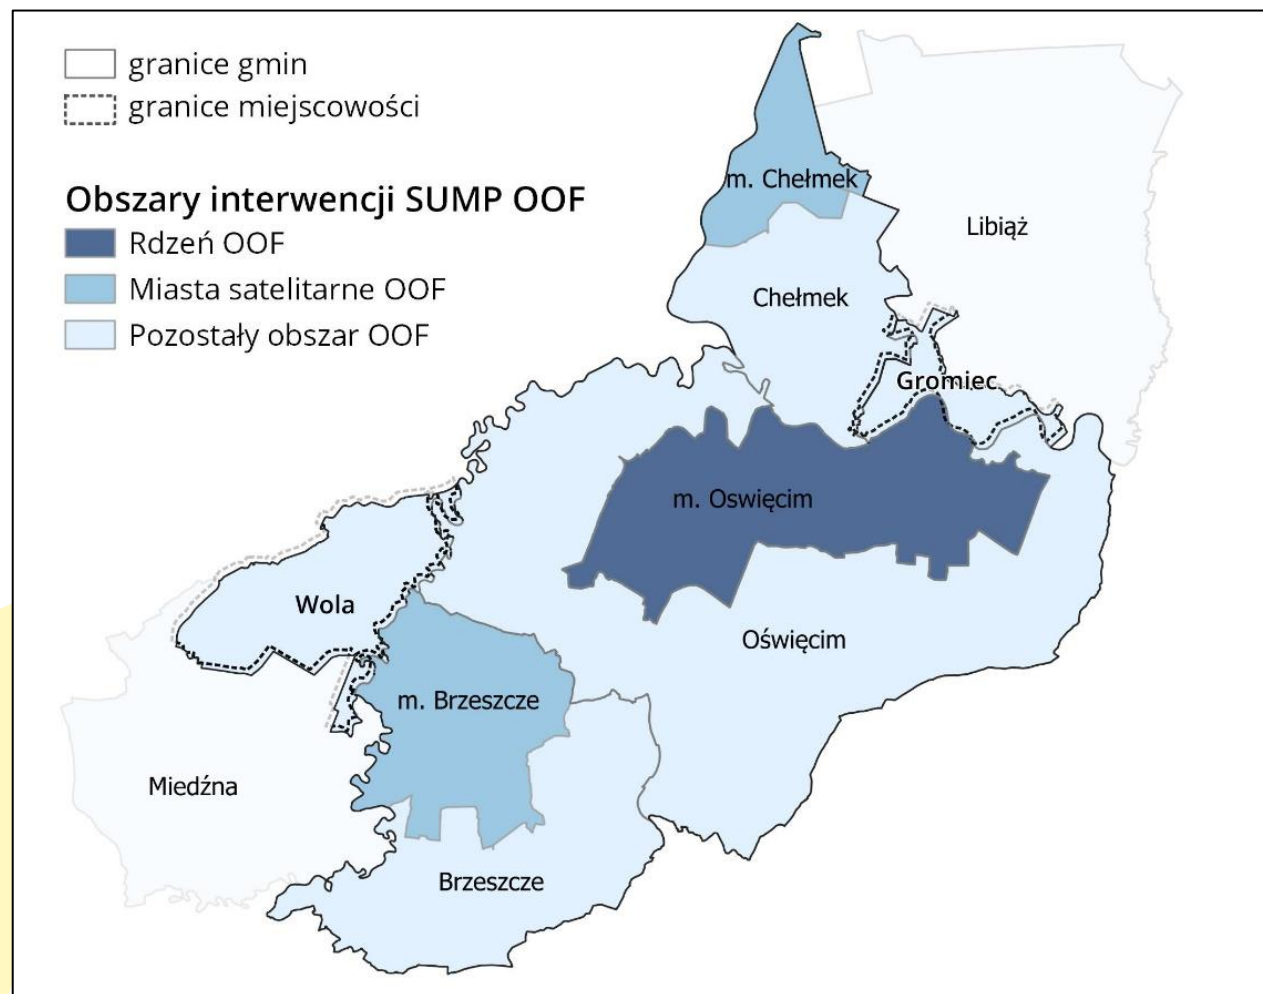 granice gmin
granice miejscowości
Obszary interwencji SUMP OOF
Rdzeń OOF
Miasta satelitarne OOF
Pozostały obszar OOF
m. Chełmek
Libiąż
Chełmek
Gromiec
m. Oswięcim
Wola
Oświęcim
m. Brzeszcze
Miedźna
Brzeszcze